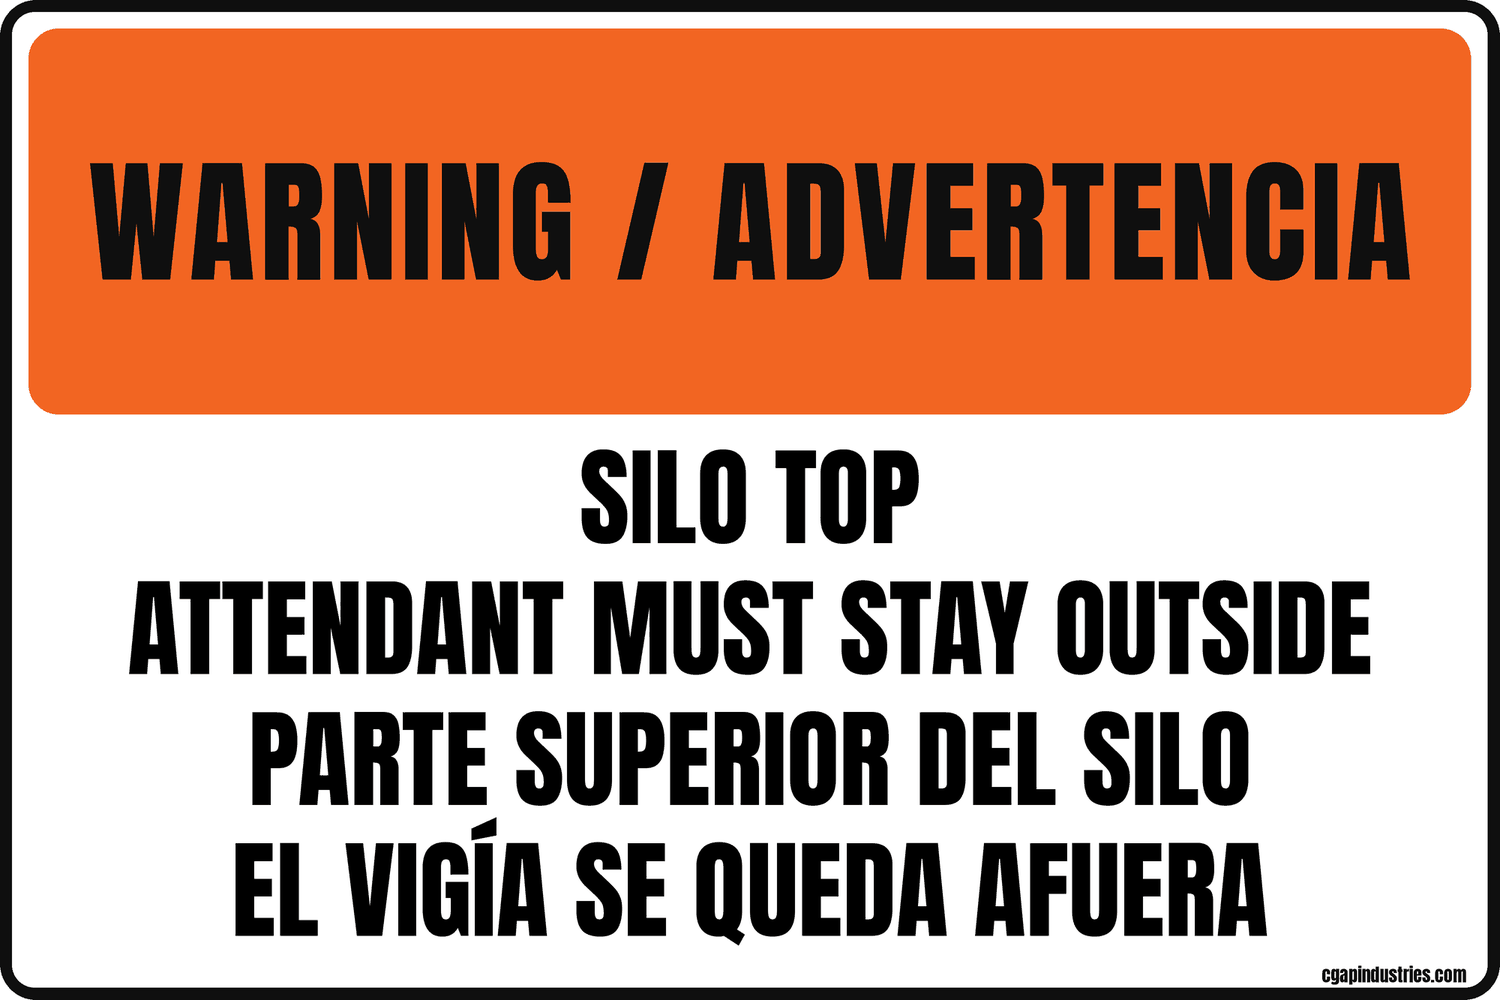 WARNING / ADVERTENCIA
SILO TOP
ATTENDANT MUST STAY OUTSIDE
PARTE SUPERIOR DEL SILO
EL VIGÍA SE QUEDA AFUERA
cgapindustries.com